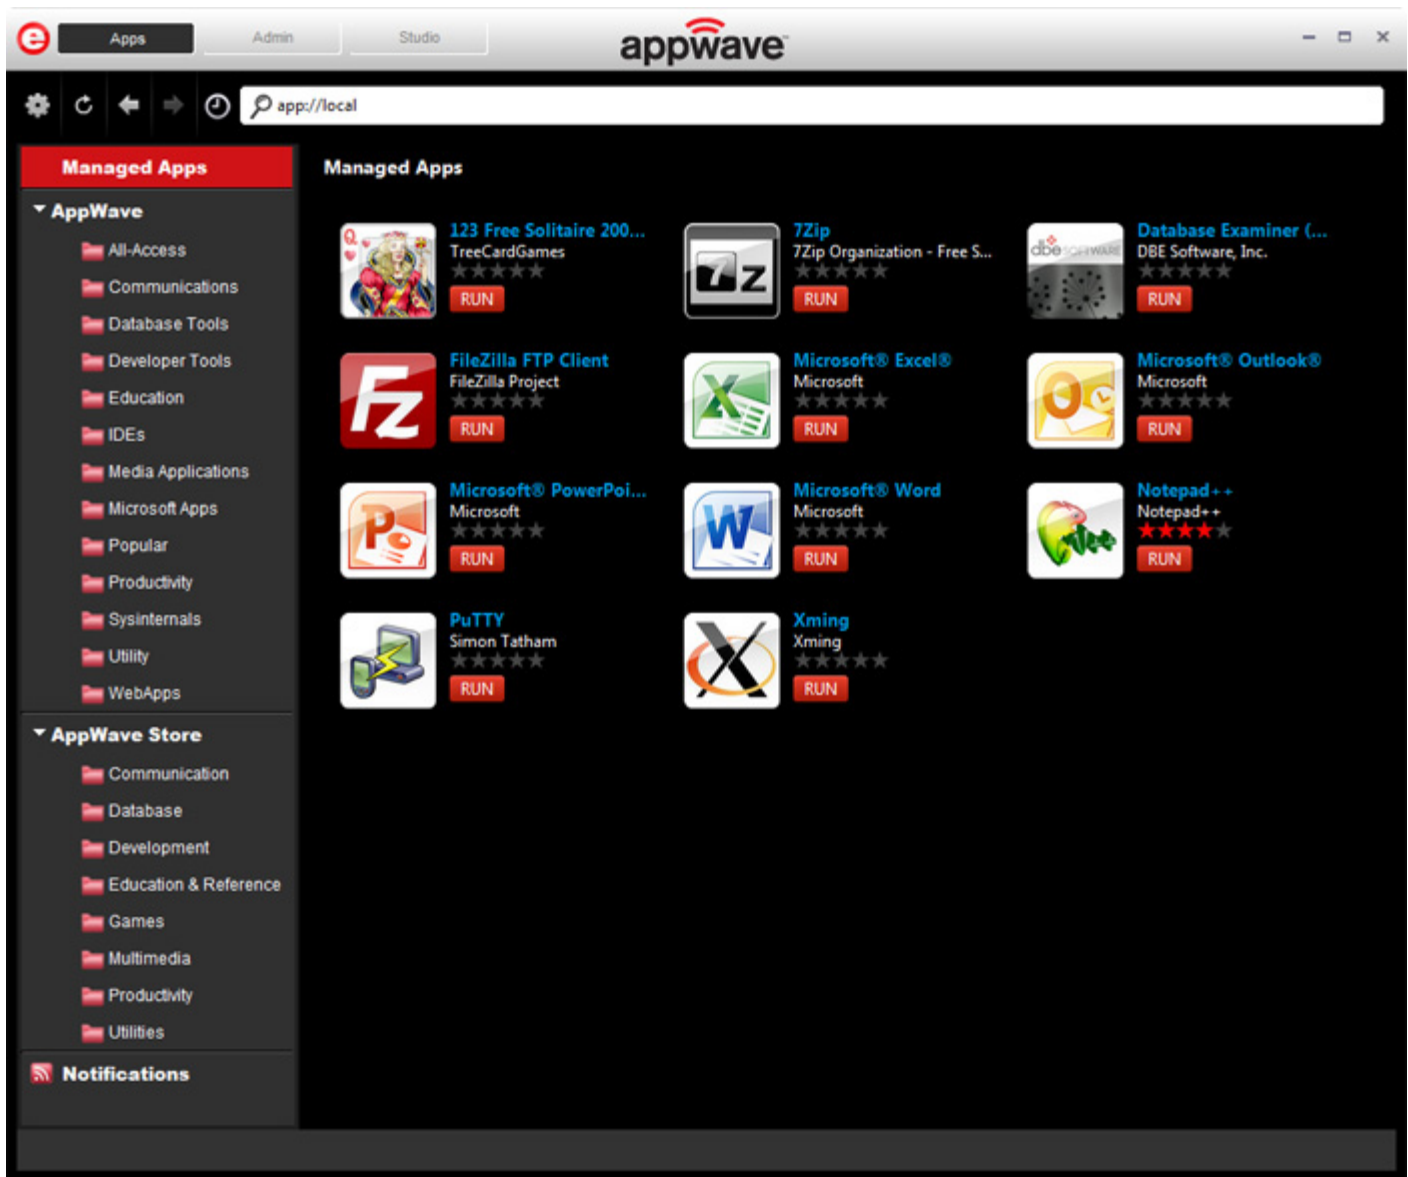 Apps
Admin
Studio
appwave
app://local
Managed Apps
AppWave
All-Access
Communications
Database Tools
Developer Tools
Education
IDEs
Media Applications
Microsoft Apps
Popular
Productivity
Sysinternals
Utility
WebApps
AppWave Store
Communication
Database
Development
Education & Reference
Games
Multimedia
Productivity
Utilities
Notifications
Managed Apps
123 Free Solitaire 200...
TreeCardGames
RUN
7Zip
7Zip Organization - Free S...
RUN
Database Examiner (...
DBE Software, Inc.
RUN
FileZilla FTP Client
FileZilla Project
RUN
Microsoft® Excel®
Microsoft
RUN
Microsoft® Outlook®
Microsoft
RUN
Microsoft® PowerPoi...
Microsoft
RUN
Microsoft® Word
Microsoft
RUN
Notepad++
Notepad++
RUN
PuTTY
Simon Tatham
RUN
Xming
Xming
RUN